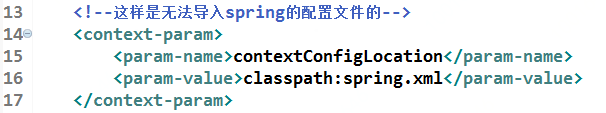 13 <!--这样是无法导入spring的配置文件的-->
14 <context-param>
15 <param-name>contextConfigLocation</param-name>
16 <param-value>classpath:spring.xml</param-value>
17 </context-param>